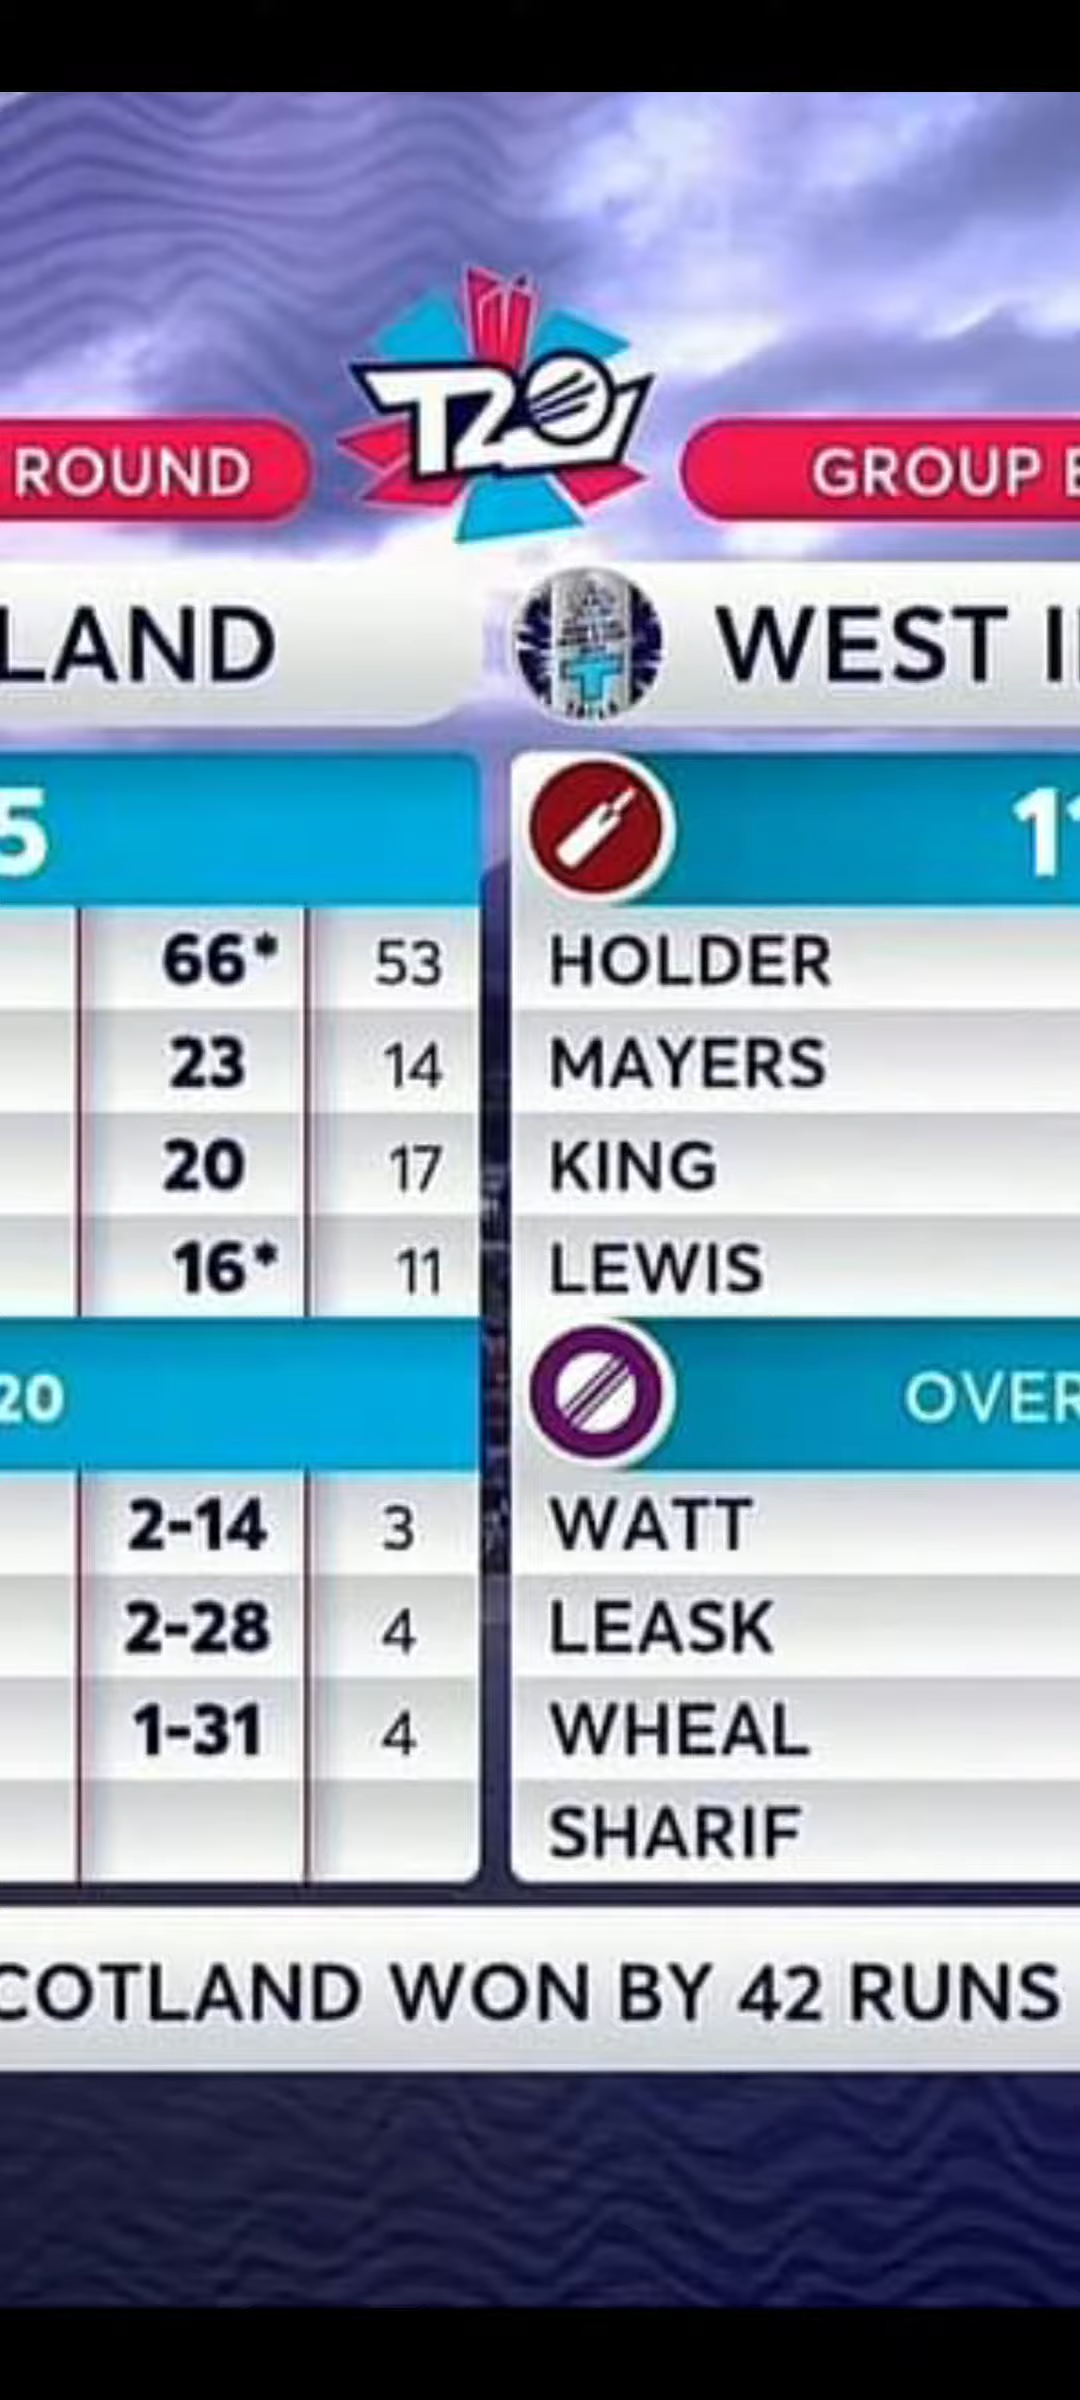 T20
ROUND
GROUP B
LAND
WEST I
5
11
66* 53
HOLDER
23 14
MAYERS
20 17
KING
16* 11
LEWIS
20
OVER
2-14 3
WATT
2-28 4
LEASK
1-31 4
WHEAL
SHARIF
COTLAND WON BY 42 RUNS